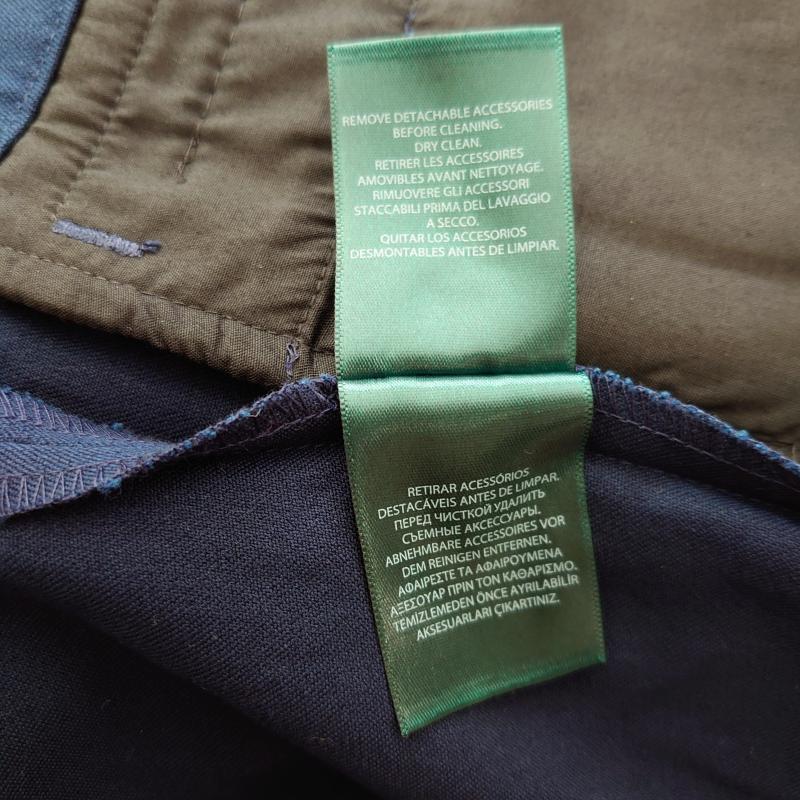 REMOVE DETACHABLE ACCESSORIES
BEFORE CLEANING.
DRY CLEAN.
RETIRER LES ACCESSOIRES
AMOVIBLES AVANT NETTOYAGE.
RIMUOVERE GLI ACCESSORI
STACCABILI PRIMA DEL LAVAGGIO
A SECCO.
QUITAR LOS ACCESORIOS
DESMONTABLES ANTES DE LIMPIAR.
RETIRAR ACESSÓRIOS
DESTACÁVEIS ANTES DE LIMPAR.
ПЕРЕД ЧИСТКОЙ УДАЛИТЬ
СЪЕМНЫЕ АКСЕССУАРЫ.
ABNEHMBARE ACCESSOIRES VOR
DEM REINIGEN ENTFERNEN.
ΑΦΑΙΡΕΣΤΕ ΤΑ ΑΦΑΙΡΟΥΜΕΝΑ
ΑΞΕΣΟΥΑΡ ΠΡΙΝ ΤΟΝ ΚΑΘΑΡΙΣΜΟ.
TEMİZLEMEDEN ÖNCE AYRILABİLİR
AKSESUARLARI ÇIKARTINIZ.